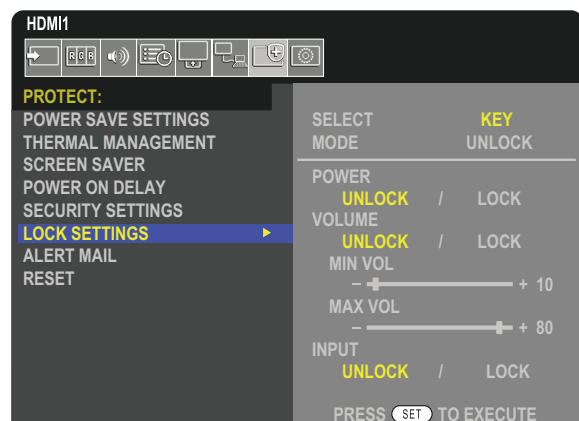 HDMI1
RGB
PROTECT:
POWER SAVE SETTINGS
THERMAL MANAGEMENT
SCREEN SAVER
POWER ON DELAY
SECURITY SETTINGS
LOCK SETTINGS
ALERT MAIL
RESET
SELECT KEY
MODE UNLOCK
POWER
UNLOCK / LOCK
VOLUME
UNLOCK / LOCK
MIN VOL
– + 10
MAX VOL
– + 80
INPUT
UNLOCK / LOCK
PRESS SET TO EXECUTE